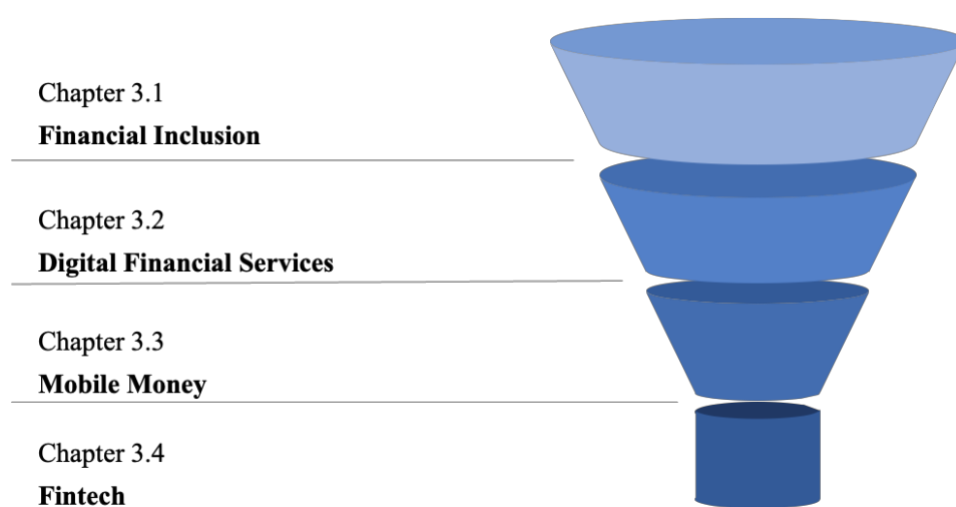 Chapter 3.1
Financial Inclusion
Chapter 3.2
Digital Financial Services
Chapter 3.3
Mobile Money
Chapter 3.4
Fintech